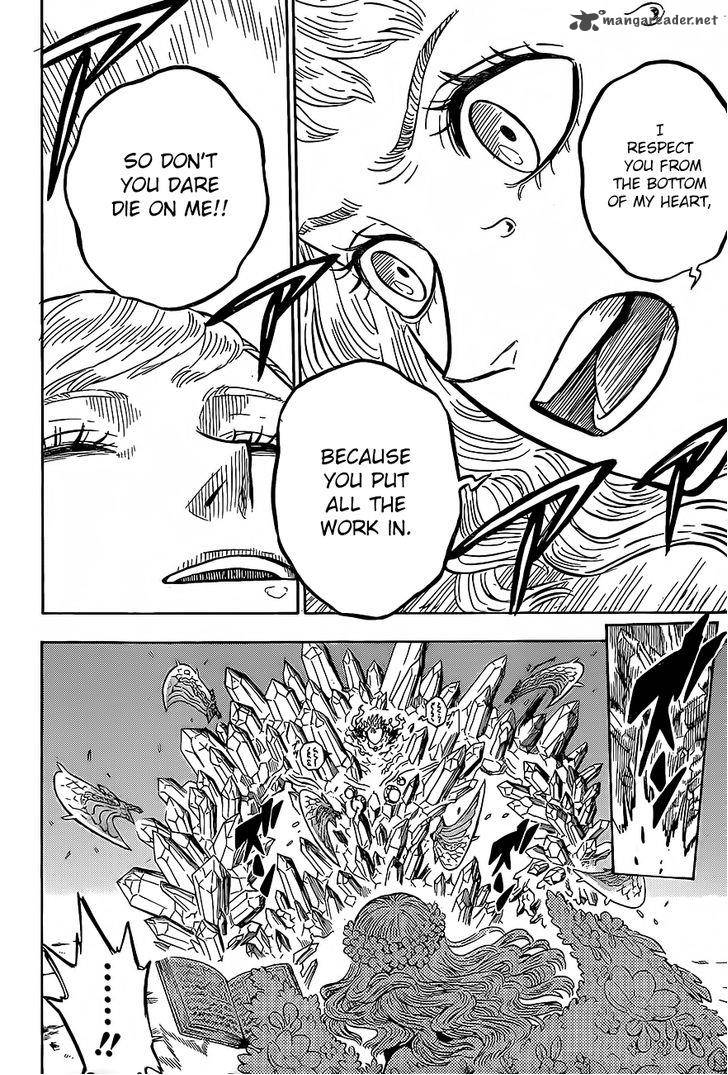 mangareader.net
I
RESPECT
YOU FROM
THE BOTTOM
OF MY HEART,
BECAUSE
YOU PUT
ALL THE
WORK IN.
SO DON'T
YOU DARE
DIE ON ME!!
...!!